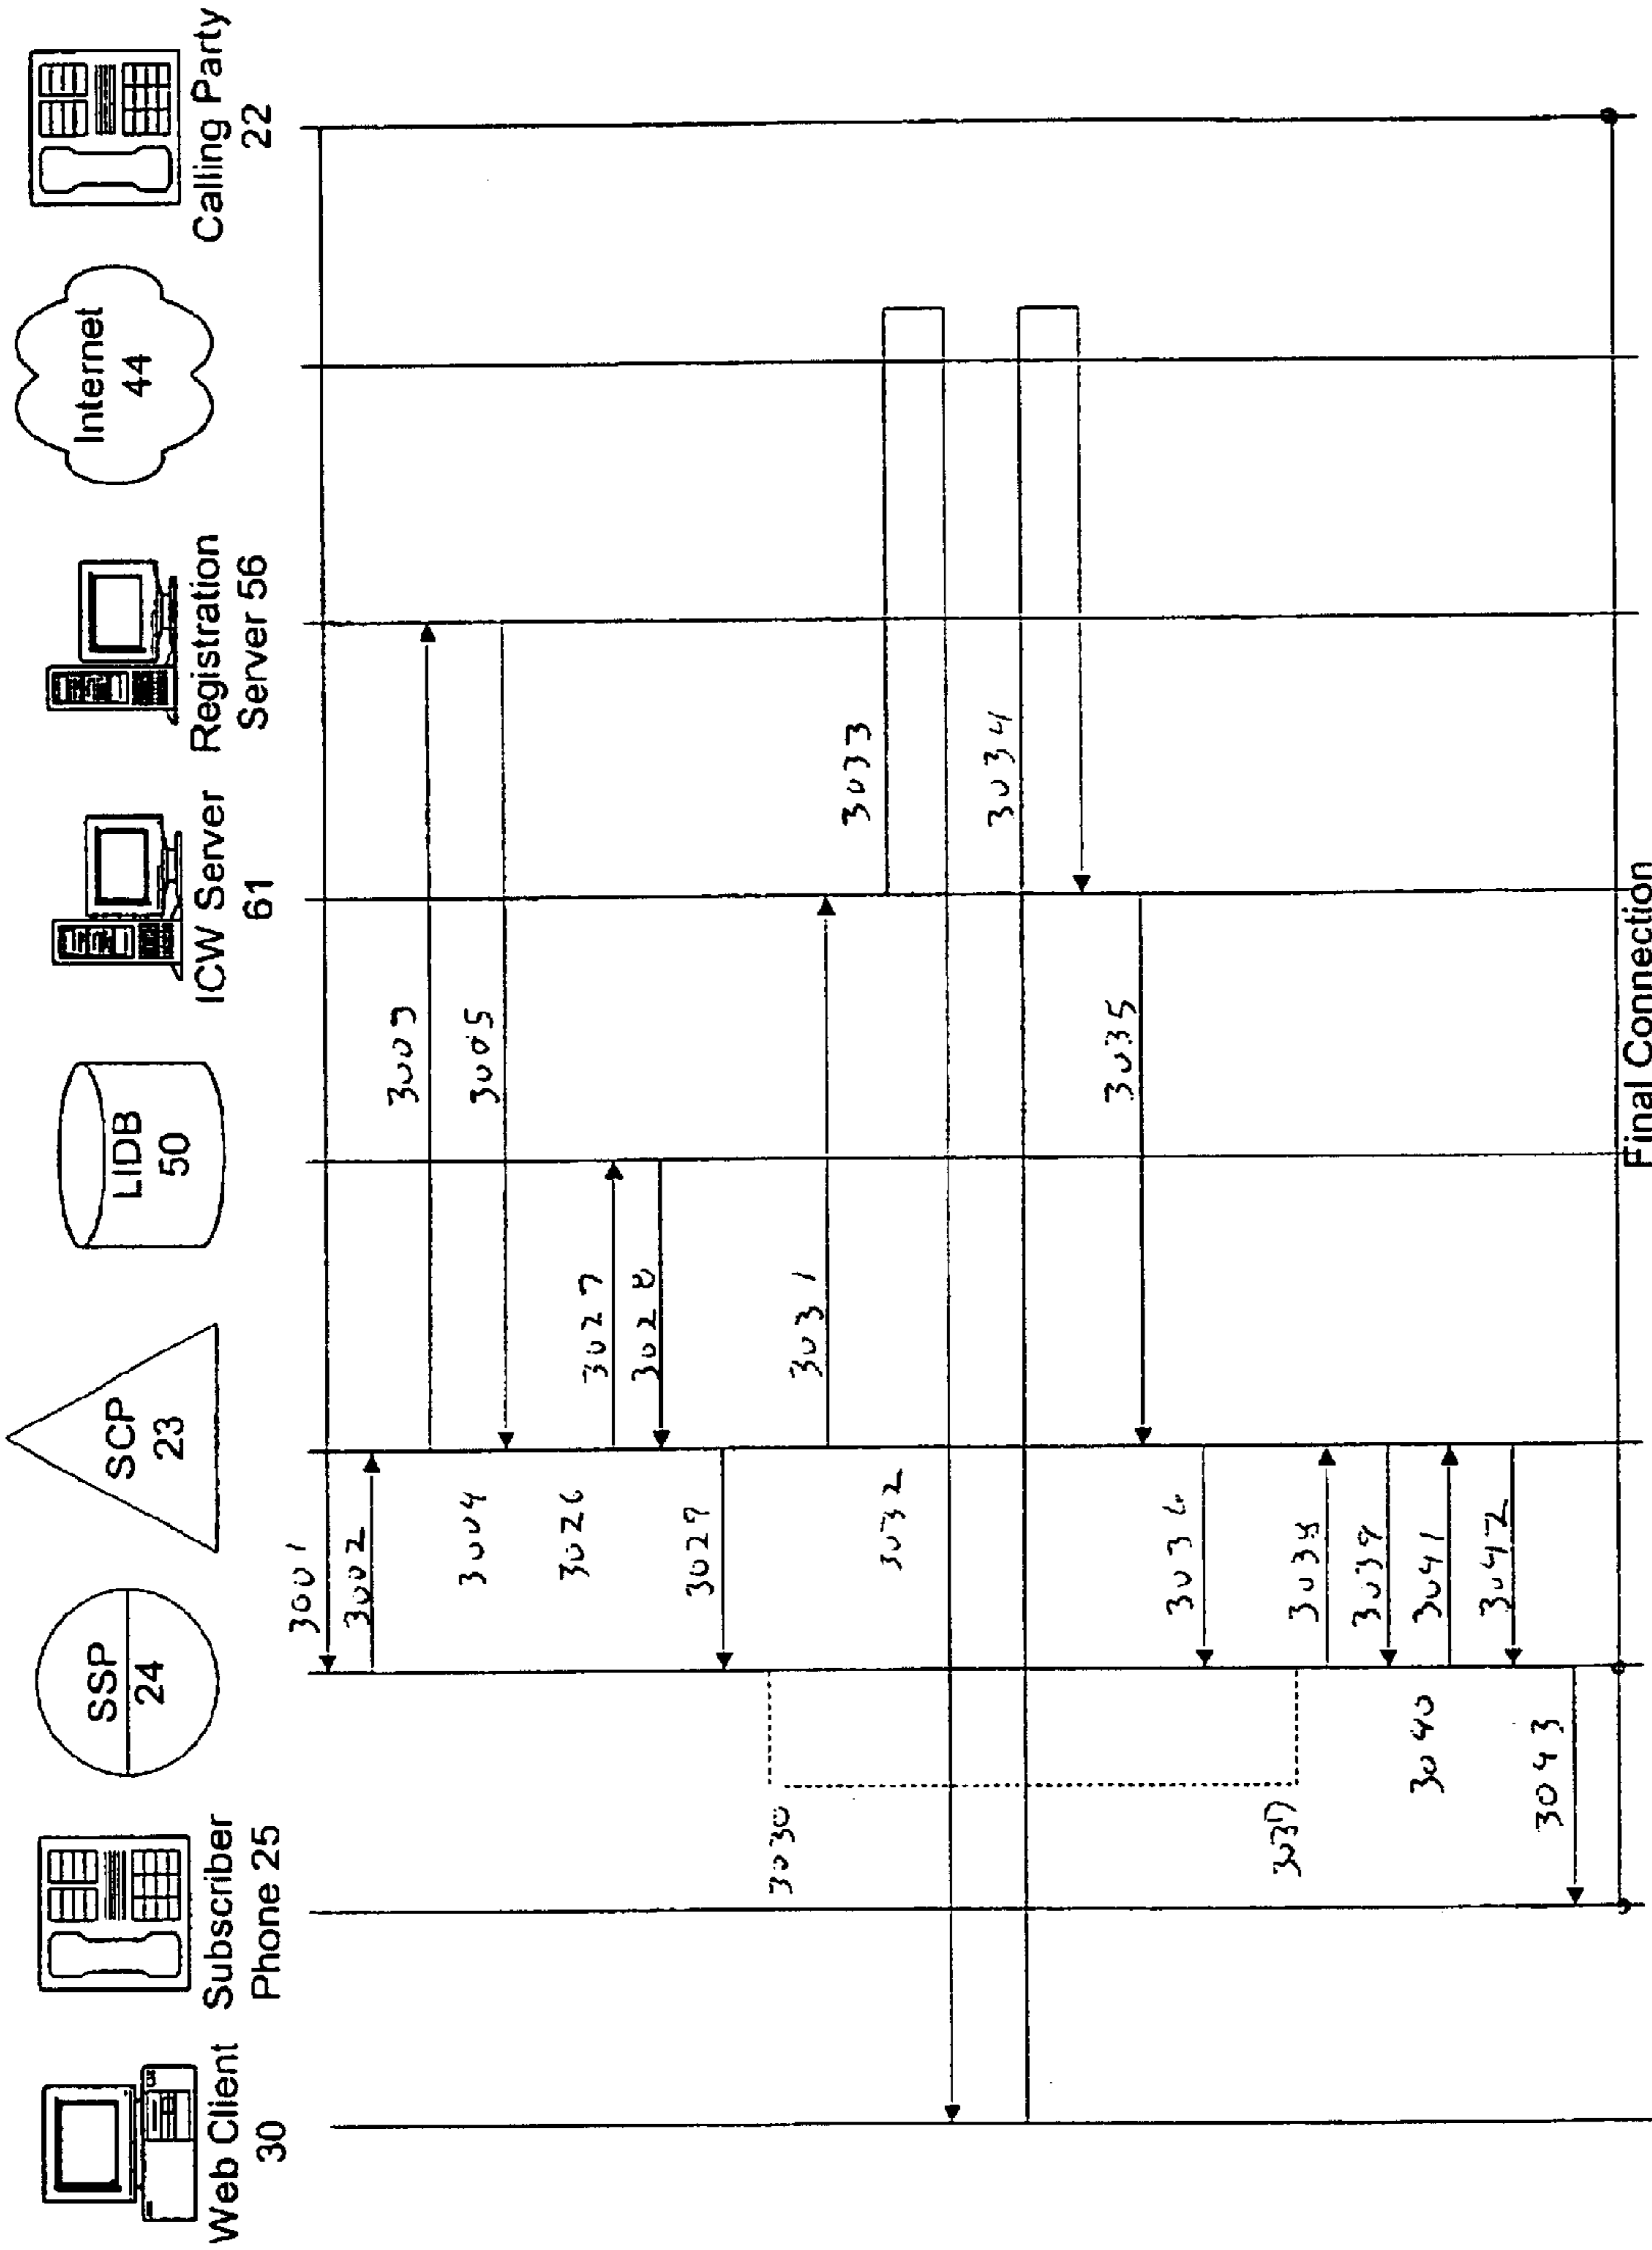 Web Client
30
Subscriber
Phone 25
SSP
24
SCP
23
LIDB
50
ICW Server
61
Registration
Server 56
Internet
44
Calling Party
22
3001
3002
3003
3004
3005
3026
3027
3028
3029
3030
3031
3032
3033
3034
3035
3036
3037
3038
3039
3040
3041
3042
3043
Final Connection